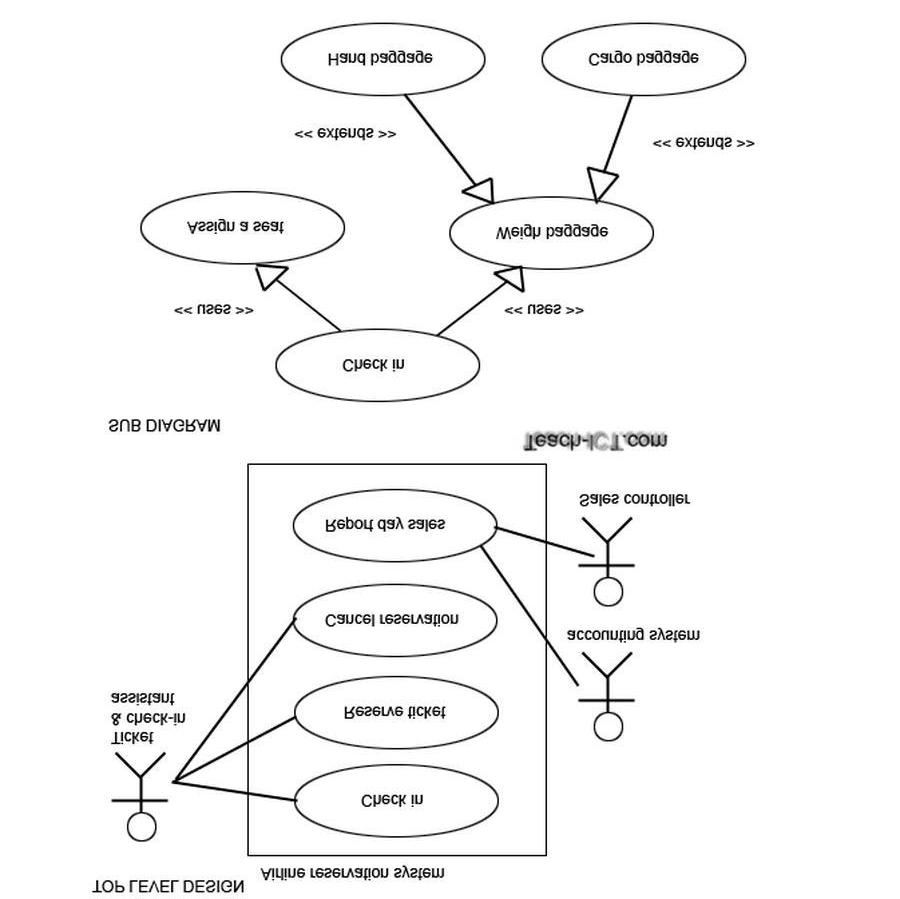 TOP LEVEL DESIGN
Airline reservation system
Check in
Ticket
& check-in
assistant
Reserve ticket
Cancel reservation
accounting system
Report day sales
Sales controller
Teach-ICT.com
SUB DIAGRAM
Check in
<< uses >>
<< uses >>
Assign a seat
Weigh baggage
<< extends >>
<< extends >>
Hand baggage
Cargo baggage